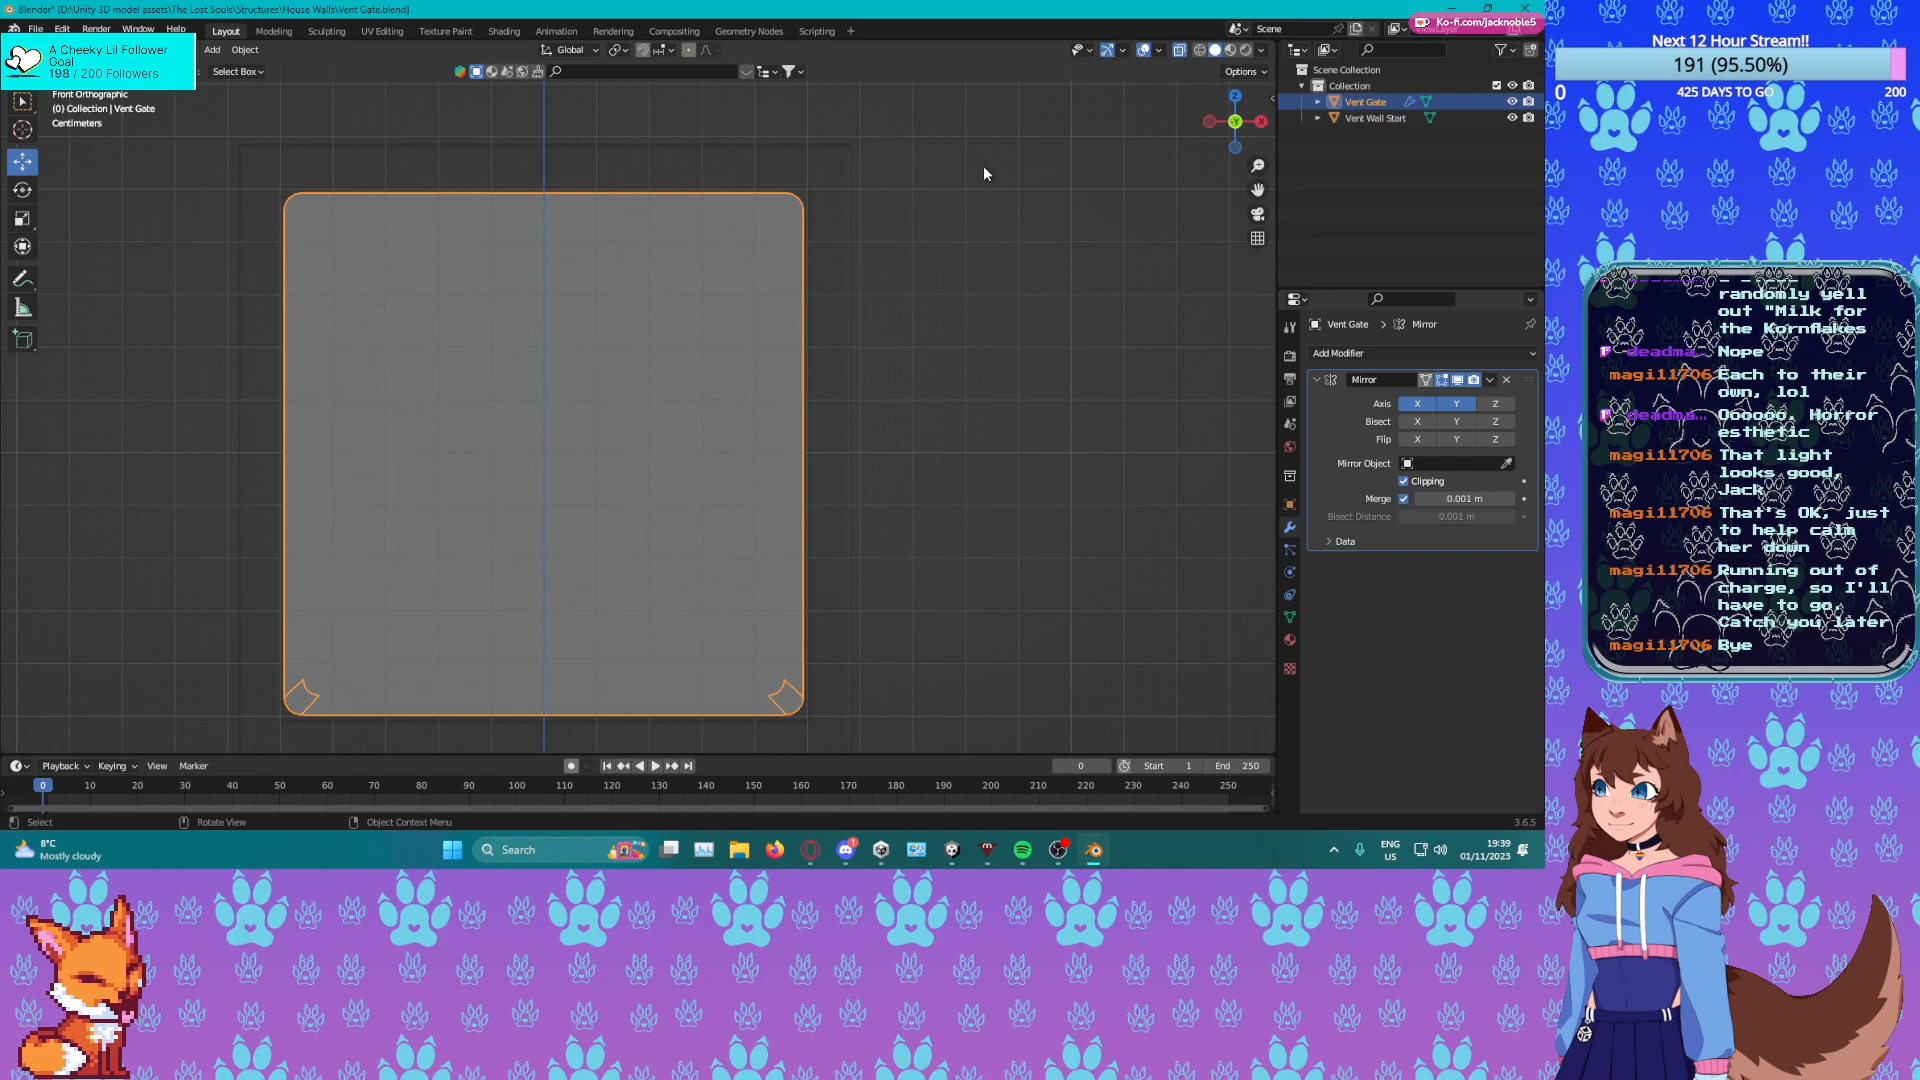 Blender* [D:\Unity 3D model assets\The Lost Souls\Structures\House Walls\Vent Gate.blend]
File Edit Render Window Help Layout Modeling Sculpting UV Editing Texture Paint Shading Animation Rendering Compositing Geometry Nodes Scripting +
Scene
Ko-fi.com/jacknoble5
A Cheeky Lil Follower
Goal
198 / 200 Followers
Add Object
Global
Select Box
Options
Front Orthographic
(0) Collection | Vent Gate
Centimeters
Z
X
Y
Scene Collection
Collection
Vent Gate
Vent Wall Start
Vent Gate > Mirror
Add Modifier
Mirror
Axis X Y Z
Bisect X Y Z
Flip X Y Z
Mirror Object
Clipping
Merge 0.001 m
Bisect Distance 0.001 m
Data
Playback Keying View Marker
0 Start 1 End 250
0 10 20 30 40 50 60 70 80 90 100 110 120 130 140 150 160 170 180 190 200 210 220 230 240 250
Select Rotate View Object Context Menu
3.6.5
8°C
Mostly cloudy
Search
ENG
US
19:39
01/11/2023
Next 12 Hour Stream!!
191 (95.50%)
0 425 DAYS TO GO 200
randomly yell
out "Milk for
the Kornflakes
deadma… Nope
magi11706 Each to their
own, lol
deadma… Oooooo. Horror
esthetic
magi11706 That light
looks good,
Jack
magi11706 That's OK, just
to help calm
her down
magi11706 Running out of
charge, so I'll
have to go.
Catch you later
magi11706 Bye